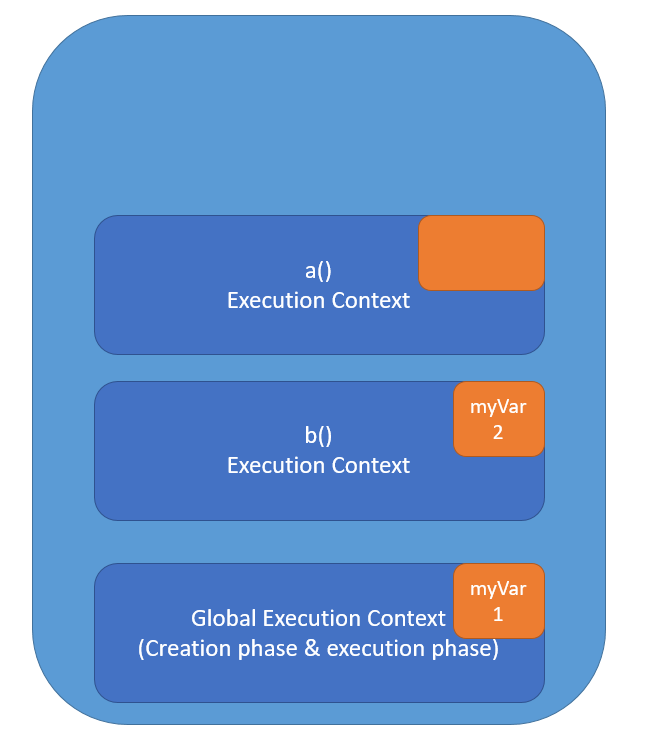 a()
Execution Context
myVar
2
b()
Execution Context
myVar
1
Global Execution Context
(Creation phase & execution phase)